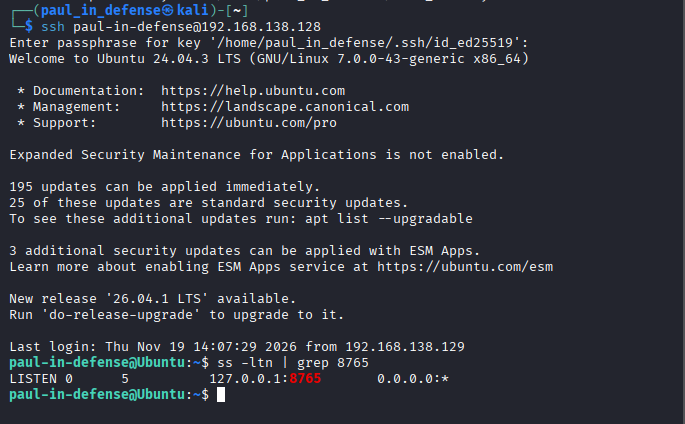 ┌──(paul_in_defense㉿kali)-[~]
└─$ ssh paul-in-defense@192.168.138.128
Enter passphrase for key '/home/paul_in_defense/.ssh/id_ed25519':
Welcome to Ubuntu 24.04.3 LTS (GNU/Linux 7.0.0-43-generic x86_64)
* Documentation: https://help.ubuntu.com
* Management: https://landscape.canonical.com
* Support: https://ubuntu.com/pro
Expanded Security Maintenance for Applications is not enabled.
195 updates can be applied immediately.
25 of these updates are standard security updates.
To see these additional updates run: apt list --upgradable
3 additional security updates can be applied with ESM Apps.
Learn more about enabling ESM Apps service at https://ubuntu.com/esm
New release '26.04.1 LTS' available.
Run 'do-release-upgrade' to upgrade to it.
Last login: Thu Nov 19 14:07:29 2026 from 192.168.138.129
paul-in-defense@Ubuntu:~$ ss -ltn | grep 8765
LISTEN 0 5 127.0.0.1:8765 0.0.0.0:*
paul-in-defense@Ubuntu:~$